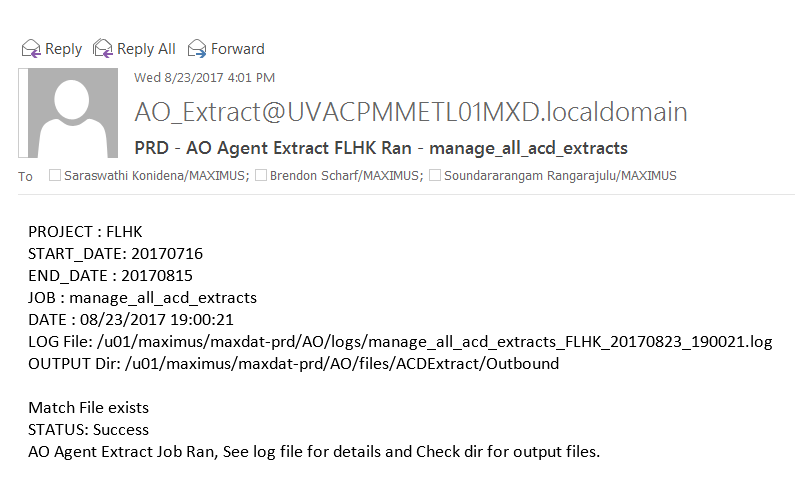 Reply Reply All Forward
Wed 8/23/2017 4:01 PM
AO_Extract@UVACPMMETL01MXD.localdomain
PRD - AO Agent Extract FLHK Ran - manage_all_acd_extracts
To Saraswathi Konidena/MAXIMUS; Brendon Scharf/MAXIMUS; Soundararangam Rangarajulu/MAXIMUS
PROJECT : FLHK
START_DATE: 20170716
END_DATE : 20170815
JOB : manage_all_acd_extracts
DATE : 08/23/2017 19:00:21
LOG File: /u01/maximus/maxdat-prd/AO/logs/manage_all_acd_extracts_FLHK_20170823_190021.log
OUTPUT Dir: /u01/maximus/maxdat-prd/AO/files/ACDExtract/Outbound
Match File exists
STATUS: Success
AO Agent Extract Job Ran, See log file for details and Check dir for output files.